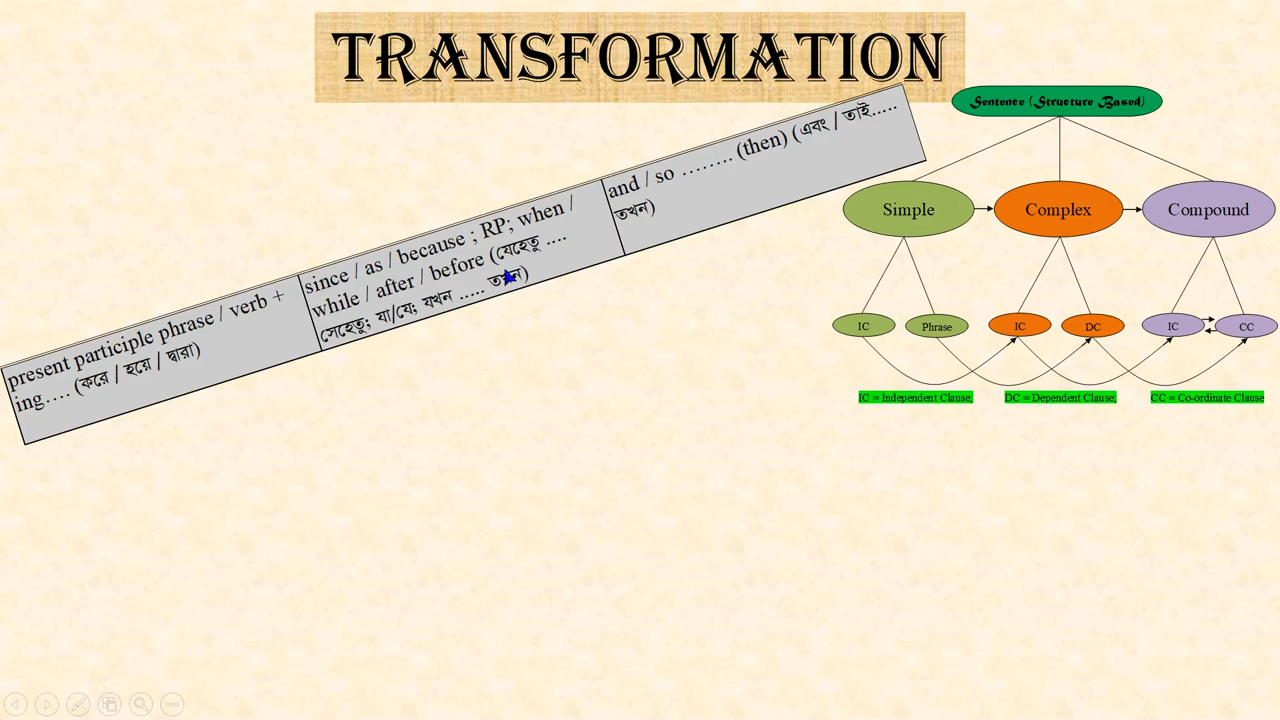 TRANSFORMATION
present participle phrase / verb +
ing…. (করে / হয়ে / দ্বারা)
since / as / because ; RP; when /
while / after / before (যেহেতু ....
সেহেতু; যা/যে; যখন ..... তখন)
and / so …….. (then) (এবং / তাই.....
তখন)
Sentence (Structure Based)
Simple
Complex
Compound
IC
Phrase
IC
DC
IC
CC
IC = Independent Clause,
DC = Dependent Clause,
CC = Co-ordinate Clause